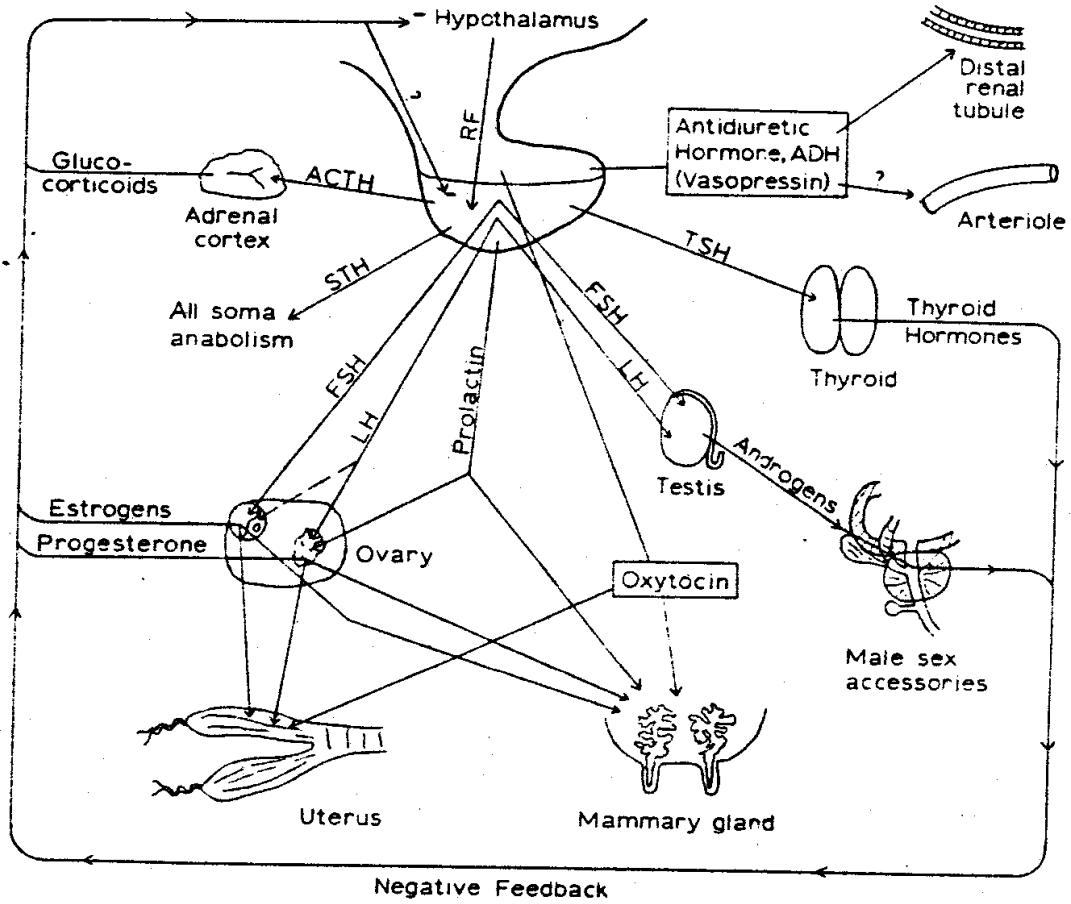 Hypothalamus
Distal
renal
tubule
RF
Antidiuretic
Hormone, ADH
(Vasopressin)
?
Arteriole
Gluco-
corticoids
ACTH
Adrenal
cortex
TSH
STH
All soma
anabolism
FSH
LH
Prolactin
FSH
LH
Thyroid
Hormones
Thyroid
Testis
Androgens
Estrogens
Progesterone
Ovary
Oxytocin
Male sex
accessories
Uterus
Mammary gland
Negative Feedback